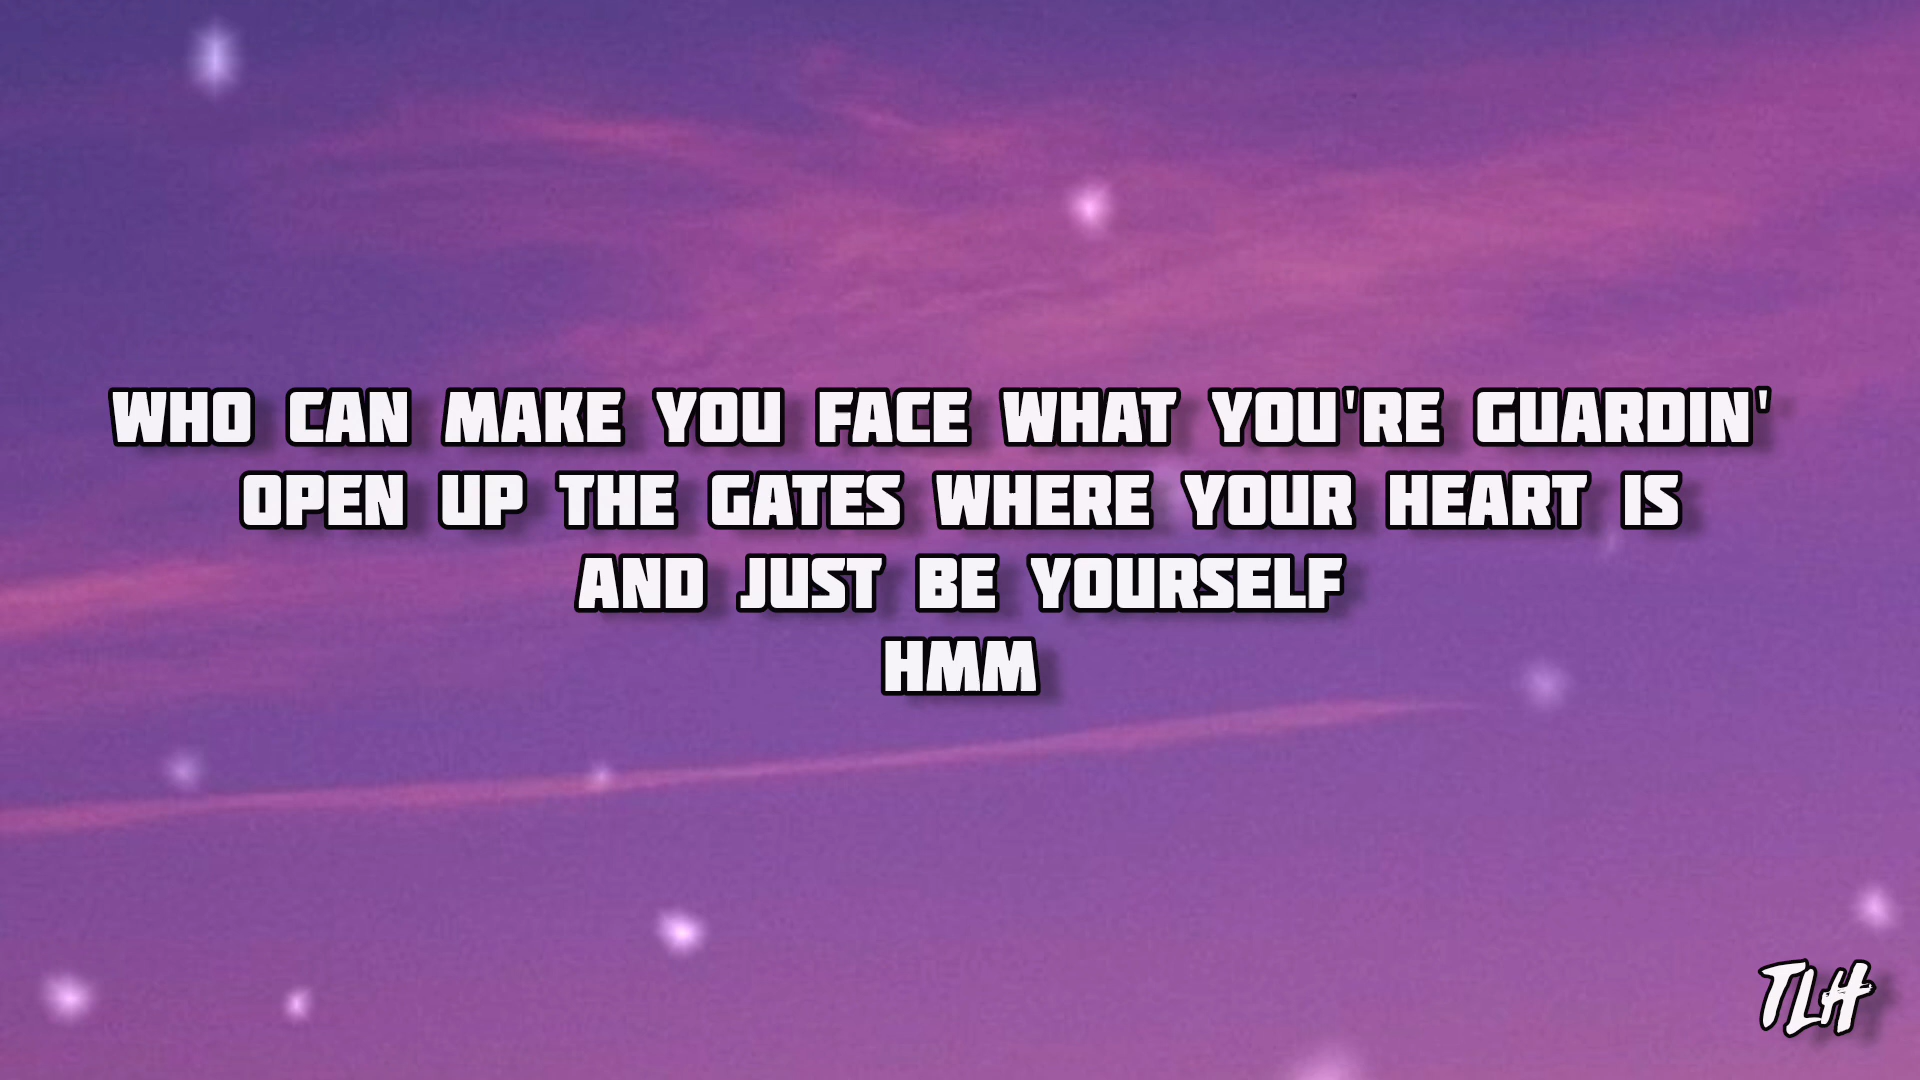 WHO CAN MAKE YOU FACE WHAT YOU'RE GUARDIN'
OPEN UP THE GATES WHERE YOUR HEART IS
AND JUST BE YOURSELF
HMM
TLH